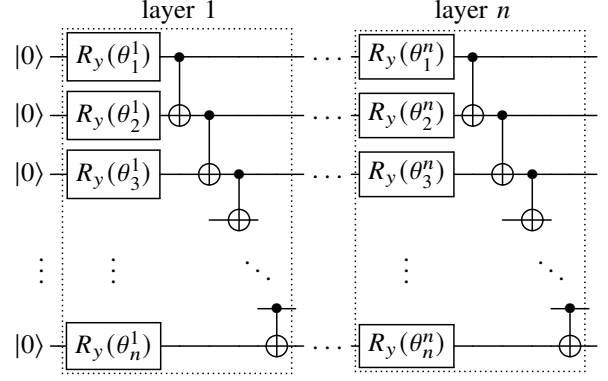 layer 1 layer n
|0⟩ R_y(θ_1^1) ... R_y(θ_1^n)
|0⟩ R_y(θ_2^1) ... R_y(θ_2^n)
|0⟩ R_y(θ_3^1) ... R_y(θ_3^n)
⋮ ⋮ ⋱ ⋮ ⋱
|0⟩ R_y(θ_n^1) ... R_y(θ_n^n)